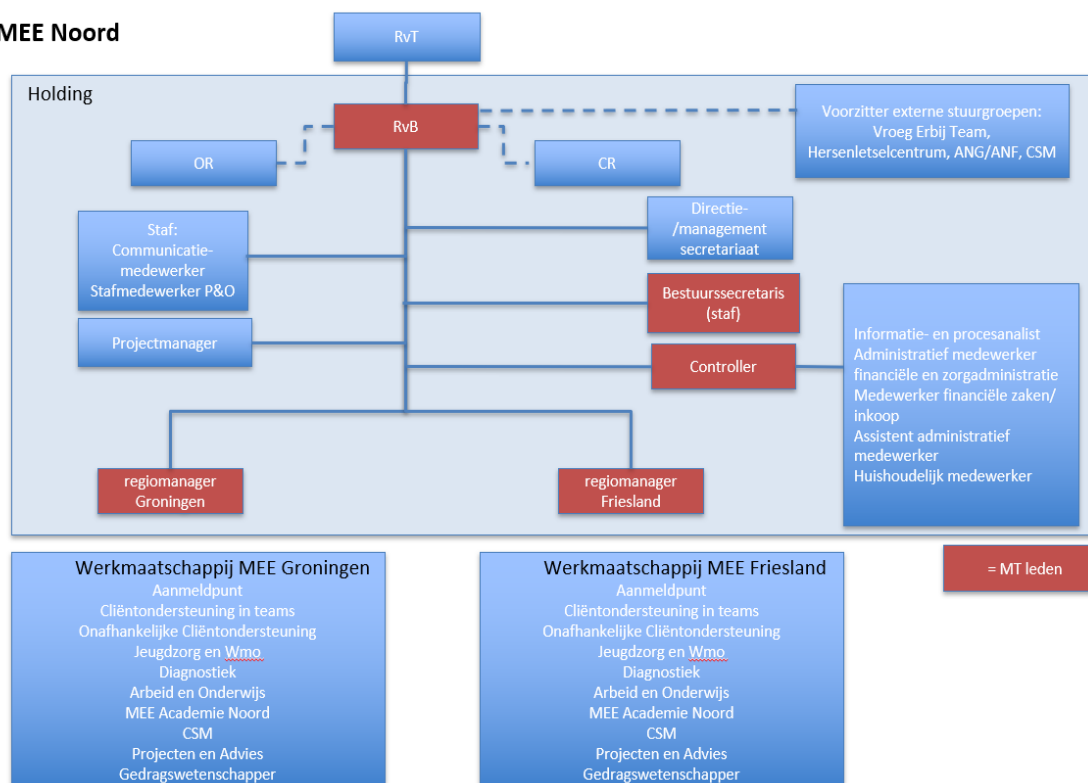 MEE Noord
RvT
Holding
RvB
Voorzitter externe stuurgroepen:
Vroeg Erbij Team,
Hersenletselcentrum, ANG/ANF, CSM
OR
CR
Staf:
Communicatie-
medewerker
Stafmedewerker P&O
Directie-
/management
secretariaat
Bestuurssecretaris
(staf)
Projectmanager
Controller
Informatie- en procesanalist
Administratief medewerker
financiële en zorgadministratie
Medewerker financiële zaken/
inkoop
Assistent administratief
medewerker
Huishoudelijk medewerker
regiomanager
Groningen
regiomanager
Friesland
Werkmaatschappij MEE Groningen
Aanmeldpunt
Cliëntondersteuning in teams
Onafhankelijke Cliëntondersteuning
Jeugdzorg en Wmo
Diagnostiek
Arbeid en Onderwijs
MEE Academie Noord
CSM
Projecten en Advies
Gedragswetenschapper
Werkmaatschappij MEE Friesland
Aanmeldpunt
Cliëntondersteuning in teams
Onafhankelijke Cliëntondersteuning
Jeugdzorg en Wmo
Diagnostiek
Arbeid en Onderwijs
MEE Academie Noord
CSM
Projecten en Advies
Gedragswetenschapper
= MT leden